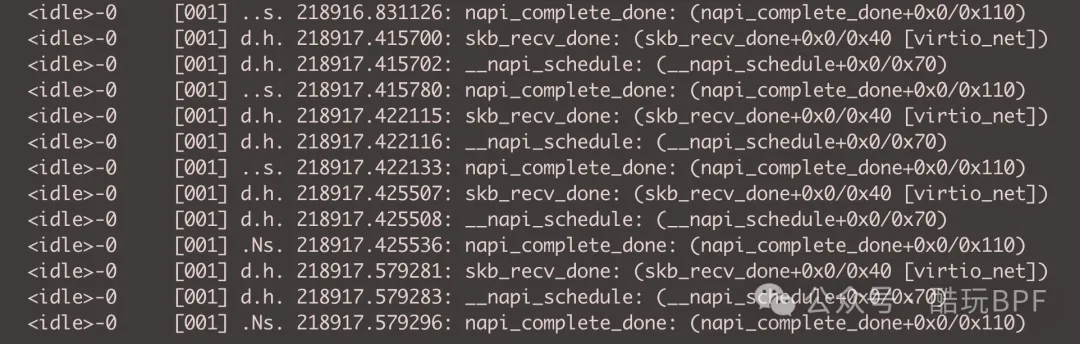 <idle>-0 [001] ..s. 218916.831126: napi_complete_done: (napi_complete_done+0x0/0x110)
<idle>-0 [001] d.h. 218917.415700: skb_recv_done: (skb_recv_done+0x0/0x40 [virtio_net])
<idle>-0 [001] d.h. 218917.415702: __napi_schedule: (__napi_schedule+0x0/0x70)
<idle>-0 [001] ..s. 218917.415780: napi_complete_done: (napi_complete_done+0x0/0x110)
<idle>-0 [001] d.h. 218917.422115: skb_recv_done: (skb_recv_done+0x0/0x40 [virtio_net])
<idle>-0 [001] d.h. 218917.422116: __napi_schedule: (__napi_schedule+0x0/0x70)
<idle>-0 [001] ..s. 218917.422133: napi_complete_done: (napi_complete_done+0x0/0x110)
<idle>-0 [001] d.h. 218917.425507: skb_recv_done: (skb_recv_done+0x0/0x40 [virtio_net])
<idle>-0 [001] d.h. 218917.425508: __napi_schedule: (__napi_schedule+0x0/0x70)
<idle>-0 [001] .Ns. 218917.425536: napi_complete_done: (napi_complete_done+0x0/0x110)
<idle>-0 [001] d.h. 218917.579281: skb_recv_done: (skb_recv_done+0x0/0x40 [virtio_net])
<idle>-0 [001] d.h. 218917.579283: __napi_schedule: (__napi_schedule+0x0/0x70)
公众号 酷玩BPF
<idle>-0 [001] .Ns. 218917.579296: napi_complete_done: (napi_complete_done+0x0/0x110)